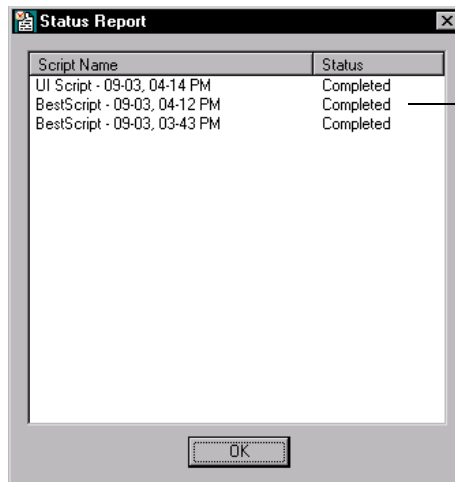 Status Report
Script Name Status
UI Script - 09-03, 04-14 PM Completed
BestScript - 09-03, 04-12 PM Completed
BestScript - 09-03, 03-43 PM Completed
OK